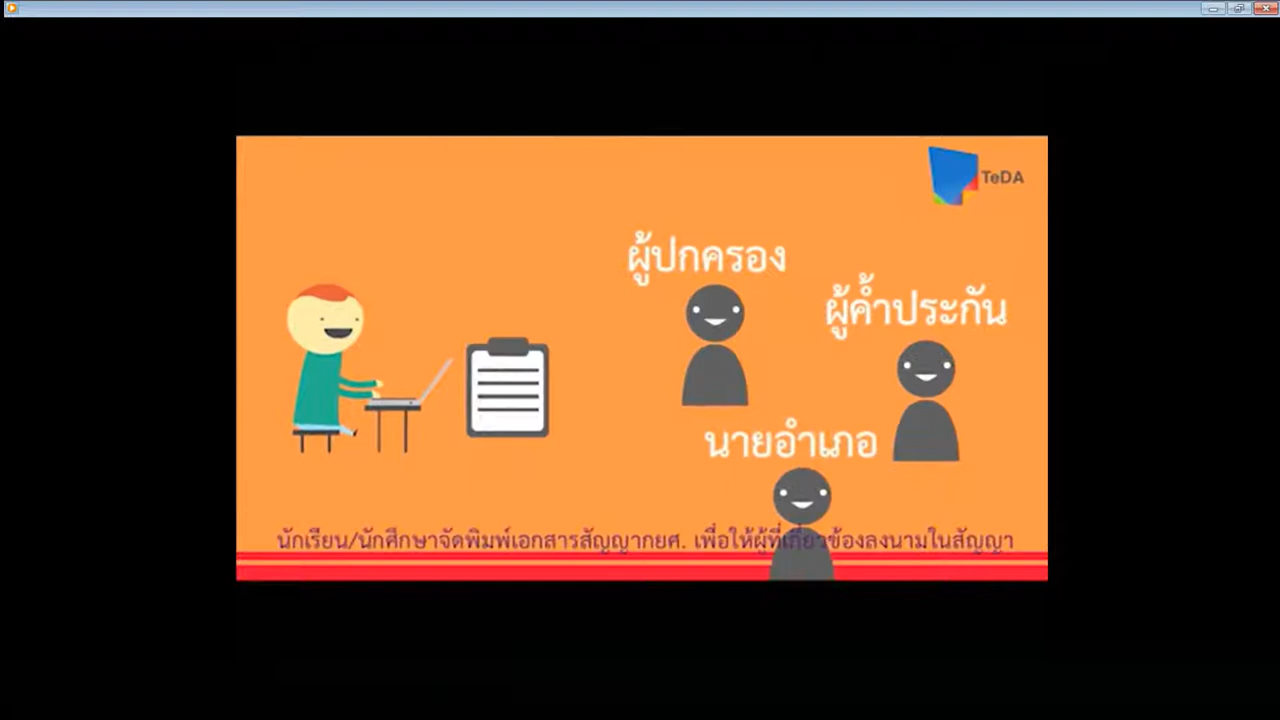 TeDA
ผู้ปกครอง
ผู้ค้ำประกัน
นายอำเภอ
นักเรียน/นักศึกษาจัดพิมพ์เอกสารสัญญากยศ. เพื่อให้ผู้ที่เกี่ยวข้องลงนามในสัญญา